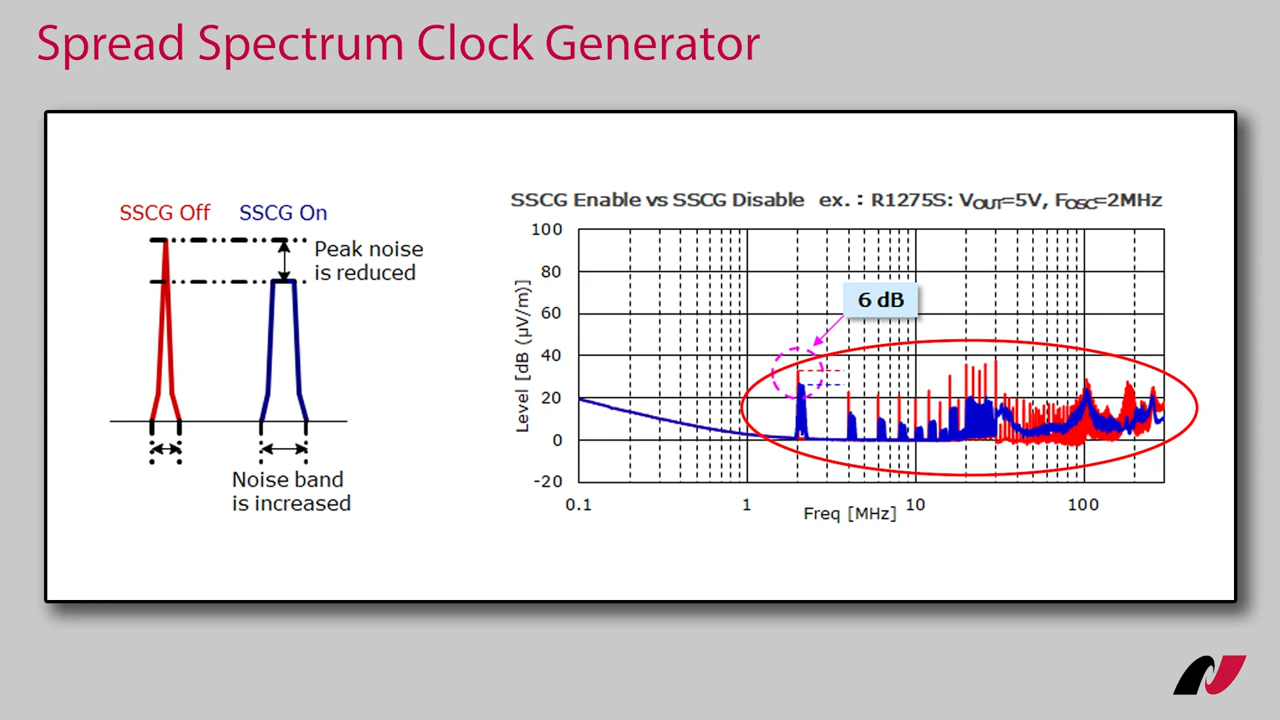 Spread Spectrum Clock Generator
SSCG Off
SSCG On
Peak noise
is reduced
Noise band
is increased
SSCG Enable vs SSCG Disable ex. : R1275S: VOUT=5V, FOSC=2MHz
100
80
60
40
20
0
-20
Level [dB (μV/m)]
6 dB
0.1
1
10
100
Freq [MHz]